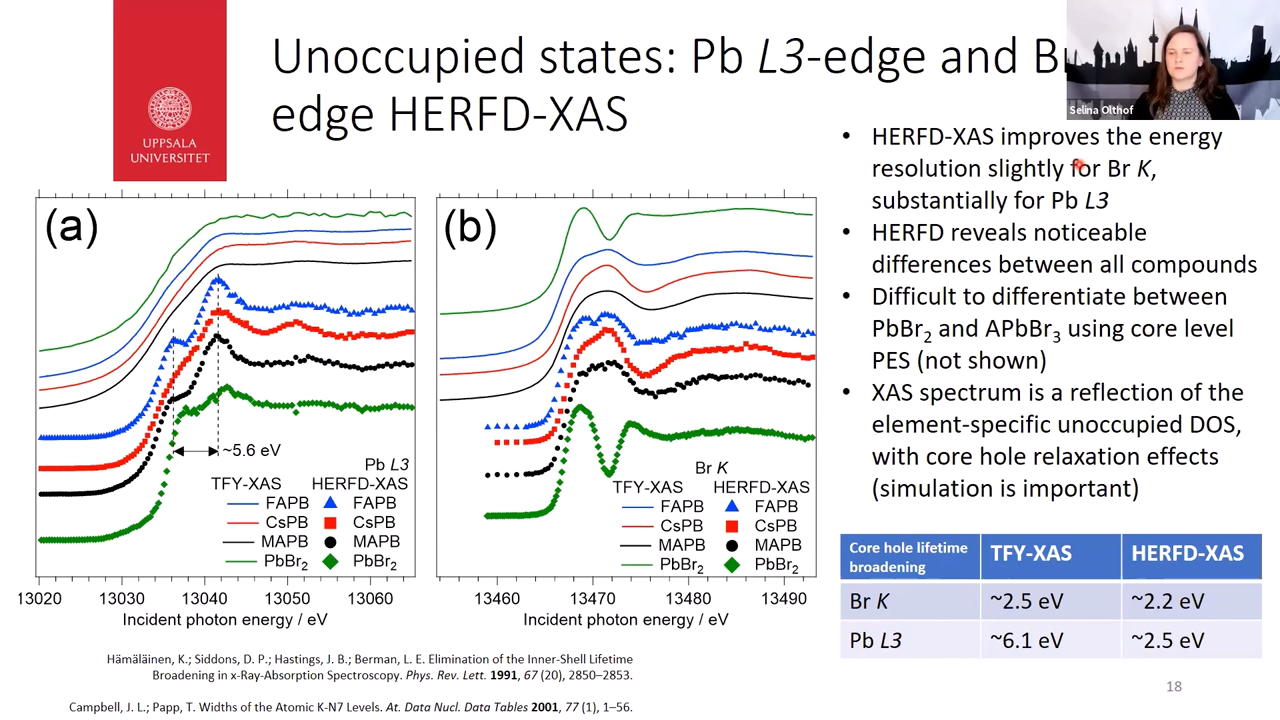 Unoccupied states: Pb L3-edge and B
edge HERFD-XAS
UPPSALA
UNIVERSITET
Selina Olthof
• HERFD-XAS improves the energy
resolution slightly for Br K,
substantially for Pb L3
• HERFD reveals noticeable
differences between all compounds
• Difficult to differentiate between
PbBr₂ and APbBr₃ using core level
PES (not shown)
• XAS spectrum is a reflection of the
element-specific unoccupied DOS,
with core hole relaxation effects
(simulation is important)
(a)
~5.6 eV
Pb L3
TFY-XAS HERFD-XAS
FAPB FAPB
CsPB CsPB
MAPB MAPB
PbBr₂ PbBr₂
13020 13030 13040 13050 13060
Incident photon energy / eV
(b)
Br K
TFY-XAS HERFD-XAS
FAPB FAPB
CsPB CsPB
MAPB MAPB
PbBr₂ PbBr₂
13460 13470 13480 13490
Incident photon energy / eV
Core hole lifetime
broadening TFY-XAS HERFD-XAS
Br K ~2.5 eV ~2.2 eV
Pb L3 ~6.1 eV ~2.5 eV
Hämäläinen, K.; Siddons, D. P.; Hastings, J. B.; Berman, L. E. Elimination of the Inner-Shell Lifetime
Broadening in x-Ray-Absorption Spectroscopy. Phys. Rev. Lett. 1991, 67 (20), 2850–2853.
Campbell, J. L.; Papp, T. Widths of the Atomic K-N7 Levels. At. Data Nucl. Data Tables 2001, 77 (1), 1–56.
18